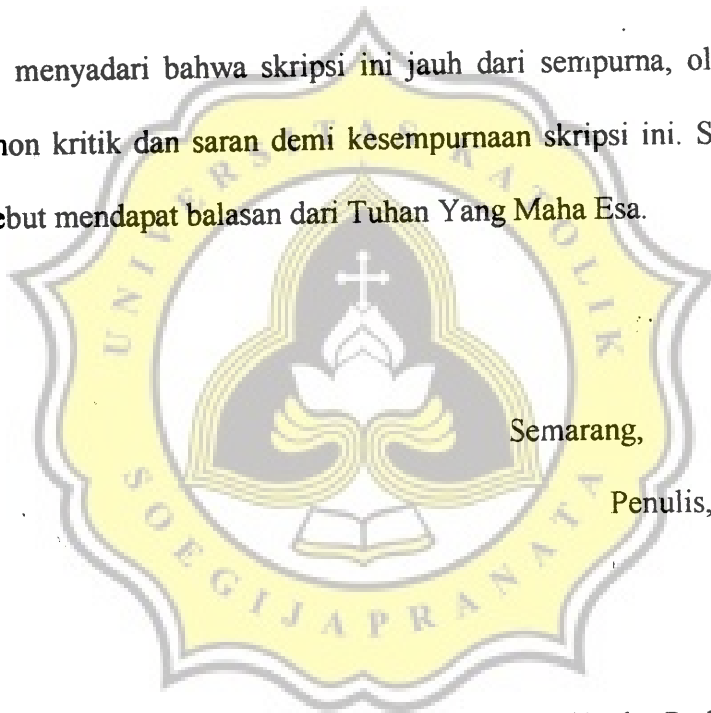 menyadari bahwa skripsi ini jauh dari sempurna, ol
non kritik dan saran demi kesempurnaan skripsi ini. S
ebut mendapat balasan dari Tuhan Yang Maha Esa.
UNIVERSITAS KATOLIK
Semarang,
Penulis,
SOEGIJAPRANATA